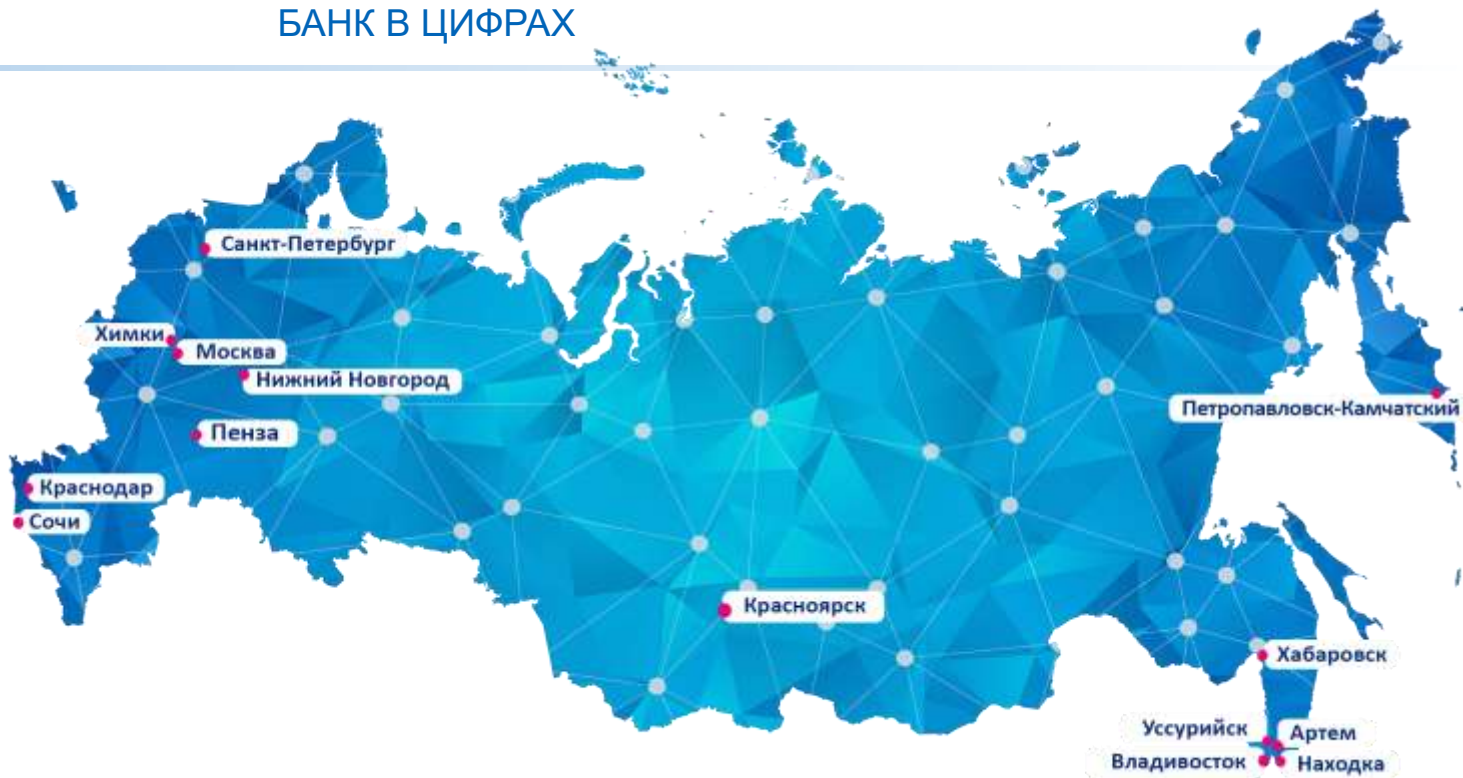 БАНК В ЦИФРАХ
Санкт-Петербург
Химки
Москва
Нижний Новгород
Петропавловск-Камчатский
Пенза
Краснодар
Сочи
Красноярск
Хабаровск
Уссурийск
Артем
Владивосток
Находка